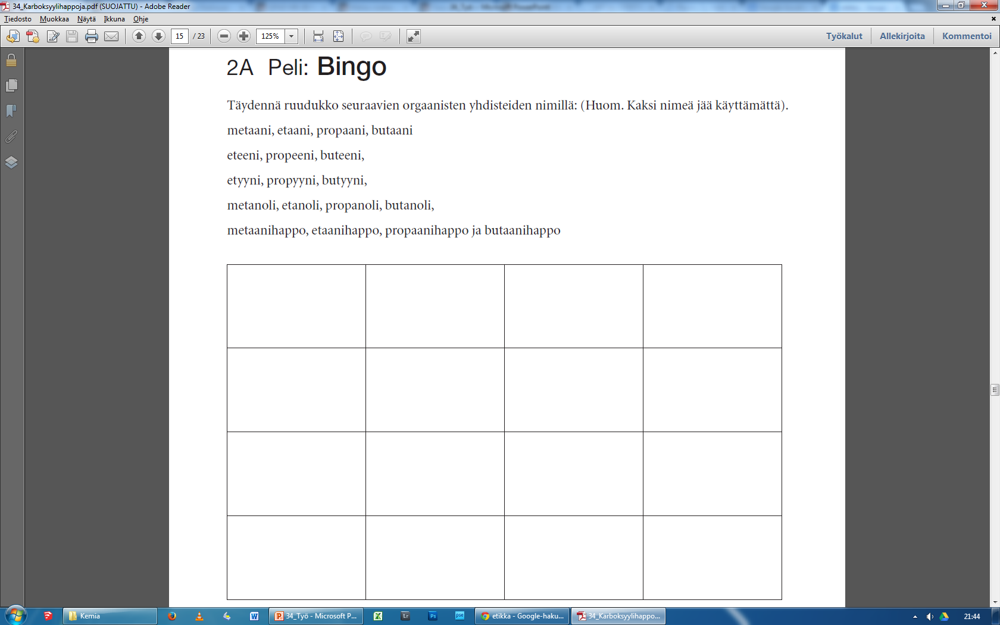 34_Karboksyylihappoja.pdf (SUOJATTU) - Adobe Reader
Tiedosto Muokkaa Näytä Ikkuna Ohje
15 / 23 125% Työkalut Allekirjoita Kommentoi
2A Peli: Bingo
Täydennä ruudukko seuraavien orgaanisten yhdisteiden nimillä: (Huom. Kaksi nimeä jää käyttämättä).
metaani, etaani, propaani, butaani
eteeni, propeeni, buteeni,
etyyni, propyyni, butyyni,
metanoli, etanoli, propanoli, butanoli,
metaanihappo, etaanihappo, propaanihappo ja butaanihappo
Kemia 34_Työ - Microsoft P... Lr Ps pse etikka - Google-haku... 34_Karboksyylihappo... 21:44